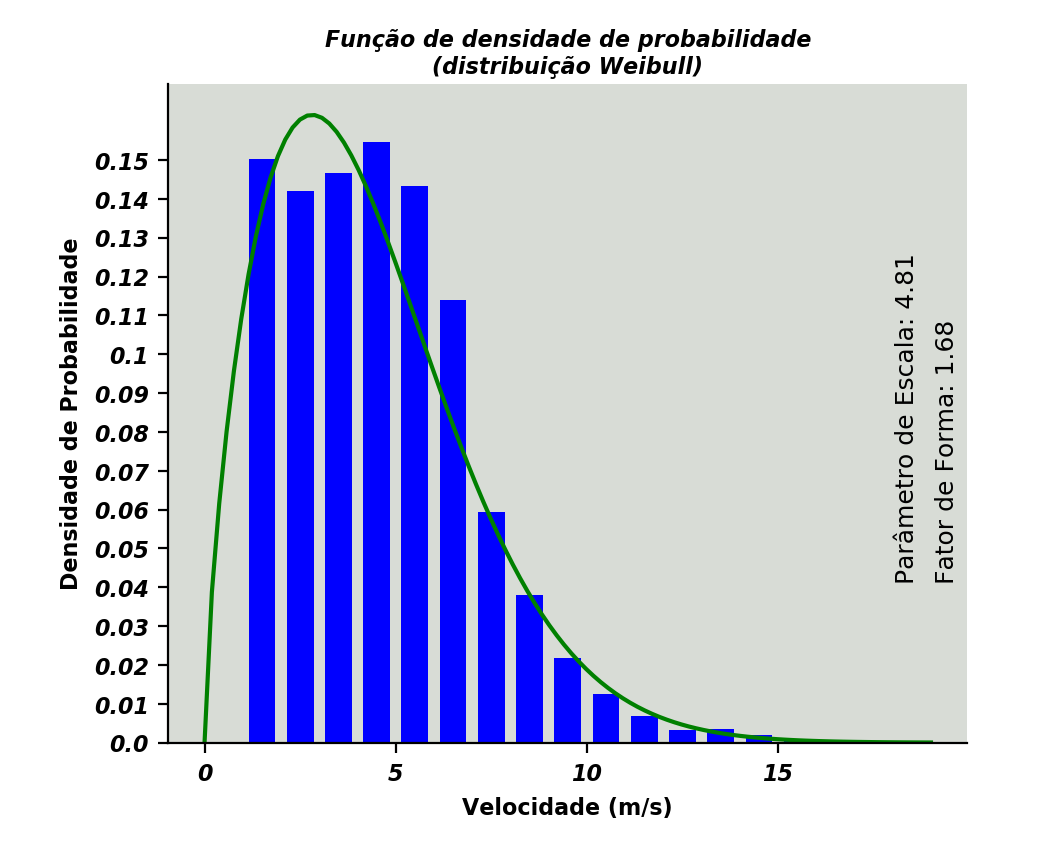 Função de densidade de probabilidade
(distribuição Weibull)
Densidade de Probabilidade
0.15
0.14
0.13
0.12
0.11
0.1
0.09
0.08
0.07
0.06
0.05
0.04
0.03
0.02
0.01
0.0
Parâmetro de Escala: 4.81
Fator de Forma: 1.68
0 5 10 15
Velocidade (m/s)